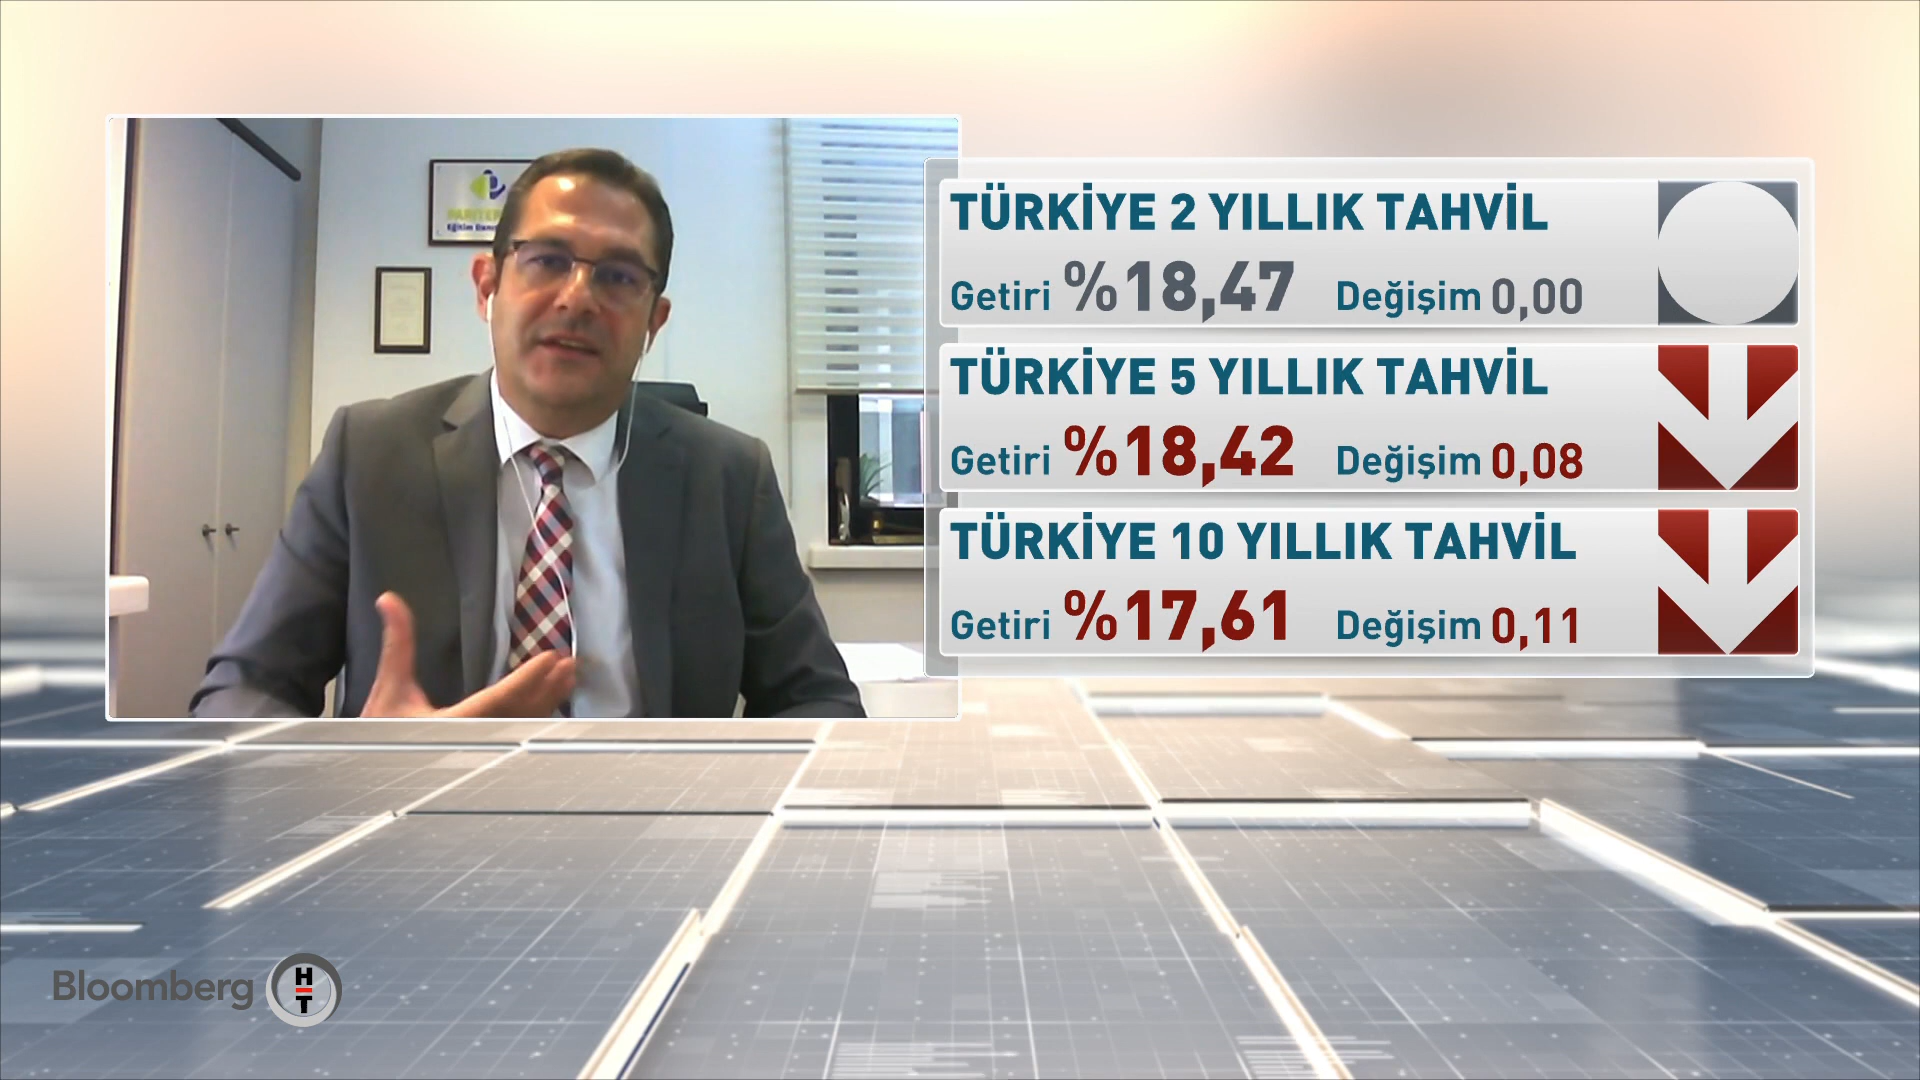 TÜRKİYE 2 YILLIK TAHVİL
Getiri %18,47 Değişim 0,00
TÜRKİYE 5 YILLIK TAHVİL
Getiri %18,42 Değişim 0,08
TÜRKİYE 10 YILLIK TAHVİL
Getiri %17,61 Değişim 0,11
Eğitim
Bloomberg HT